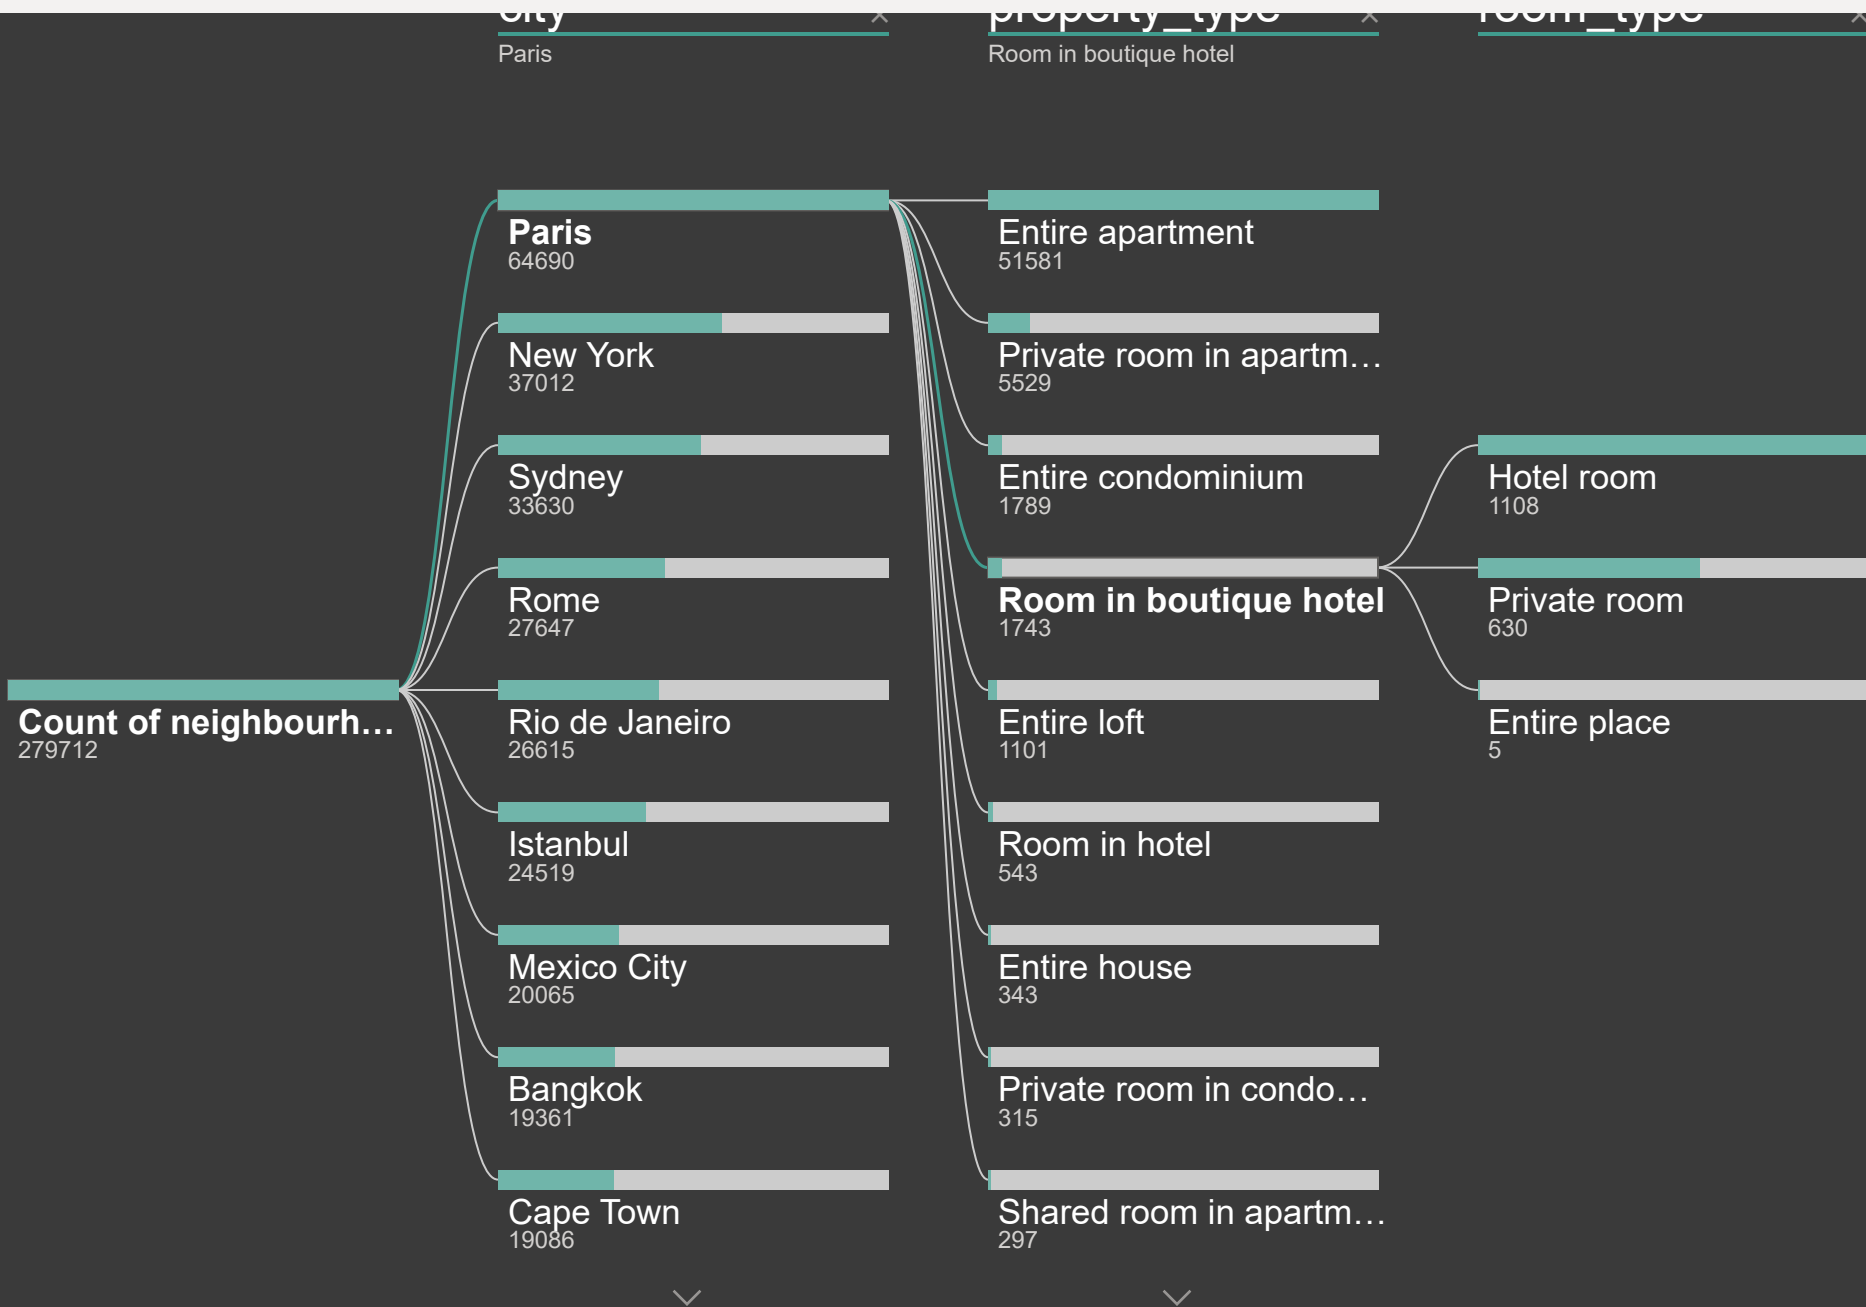 city
property_type
room_type
Paris
Room in boutique hotel
Paris
64690
New York
37012
Sydney
33630
Rome
27647
Rio de Janeiro
26615
Istanbul
24519
Mexico City
20065
Bangkok
19361
Cape Town
19086
Count of neighbourh…
279712
Entire apartment
51581
Private room in apartm…
5529
Entire condominium
1789
Room in boutique hotel
1743
Entire loft
1101
Room in hotel
543
Entire house
343
Private room in condo…
315
Shared room in apartm…
297
Hotel room
1108
Private room
630
Entire place
5